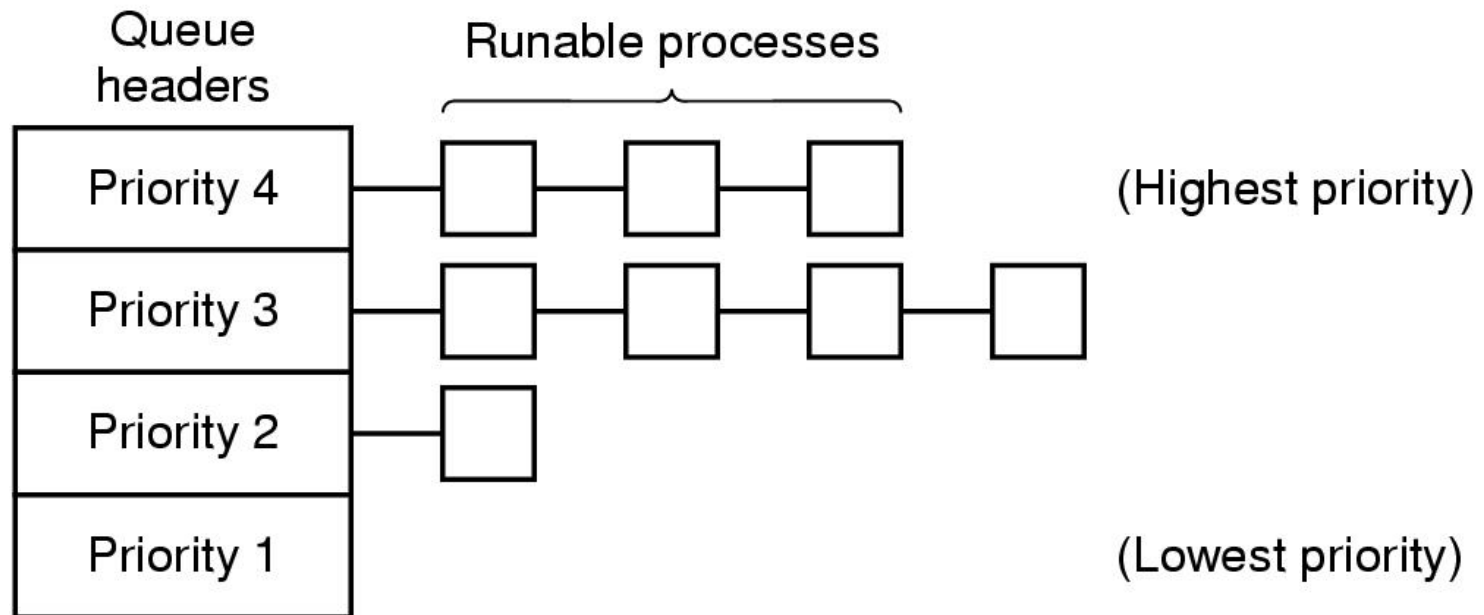 Queue
headers
Runable processes
Priority 4
(Highest priority)
Priority 3
Priority 2
Priority 1
(Lowest priority)